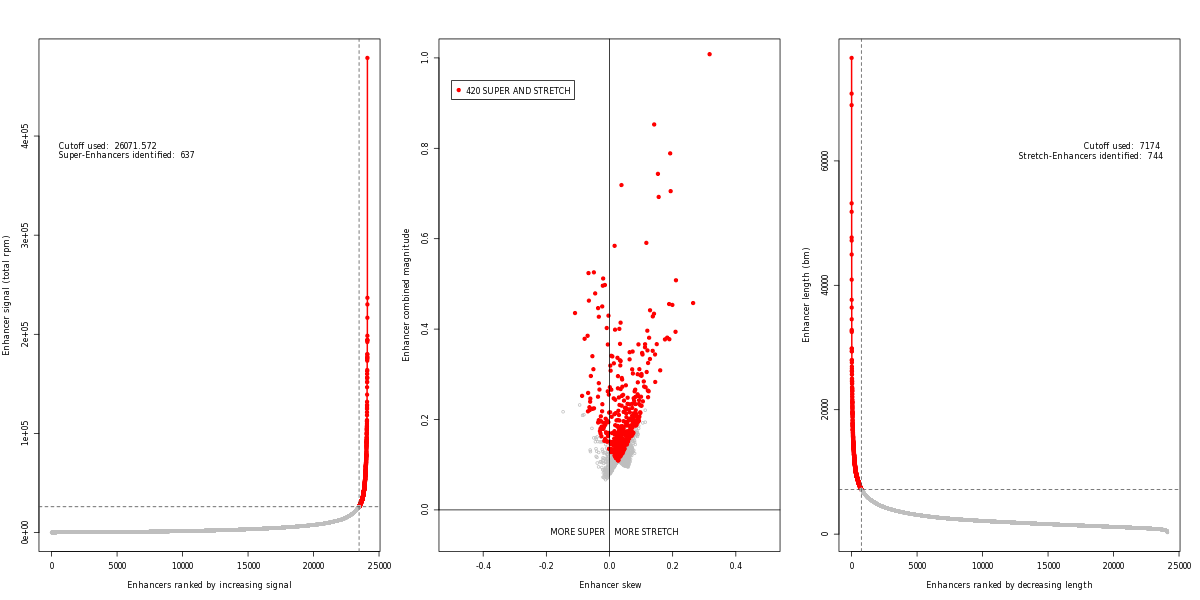 Cutoff used: 26071.572
Super-Enhancers identified: 637
Enhancer signal (total rpm)
0e+00
1e+05
2e+05
3e+05
4e+05
0
5000
10000
15000
20000
25000
Enhancers ranked by increasing signal
420 SUPER AND STRETCH
Enhancer combined magnitude
0.0
0.2
0.4
0.6
0.8
1.0
MORE SUPER
MORE STRETCH
-0.4
-0.2
0.0
0.2
0.4
Enhancer skew
Cutoff used: 7174
Stretch-Enhancers identified: 744
Enhancer length (bm)
0
20000
40000
60000
0
5000
10000
15000
20000
25000
Enhancers ranked by decreasing length